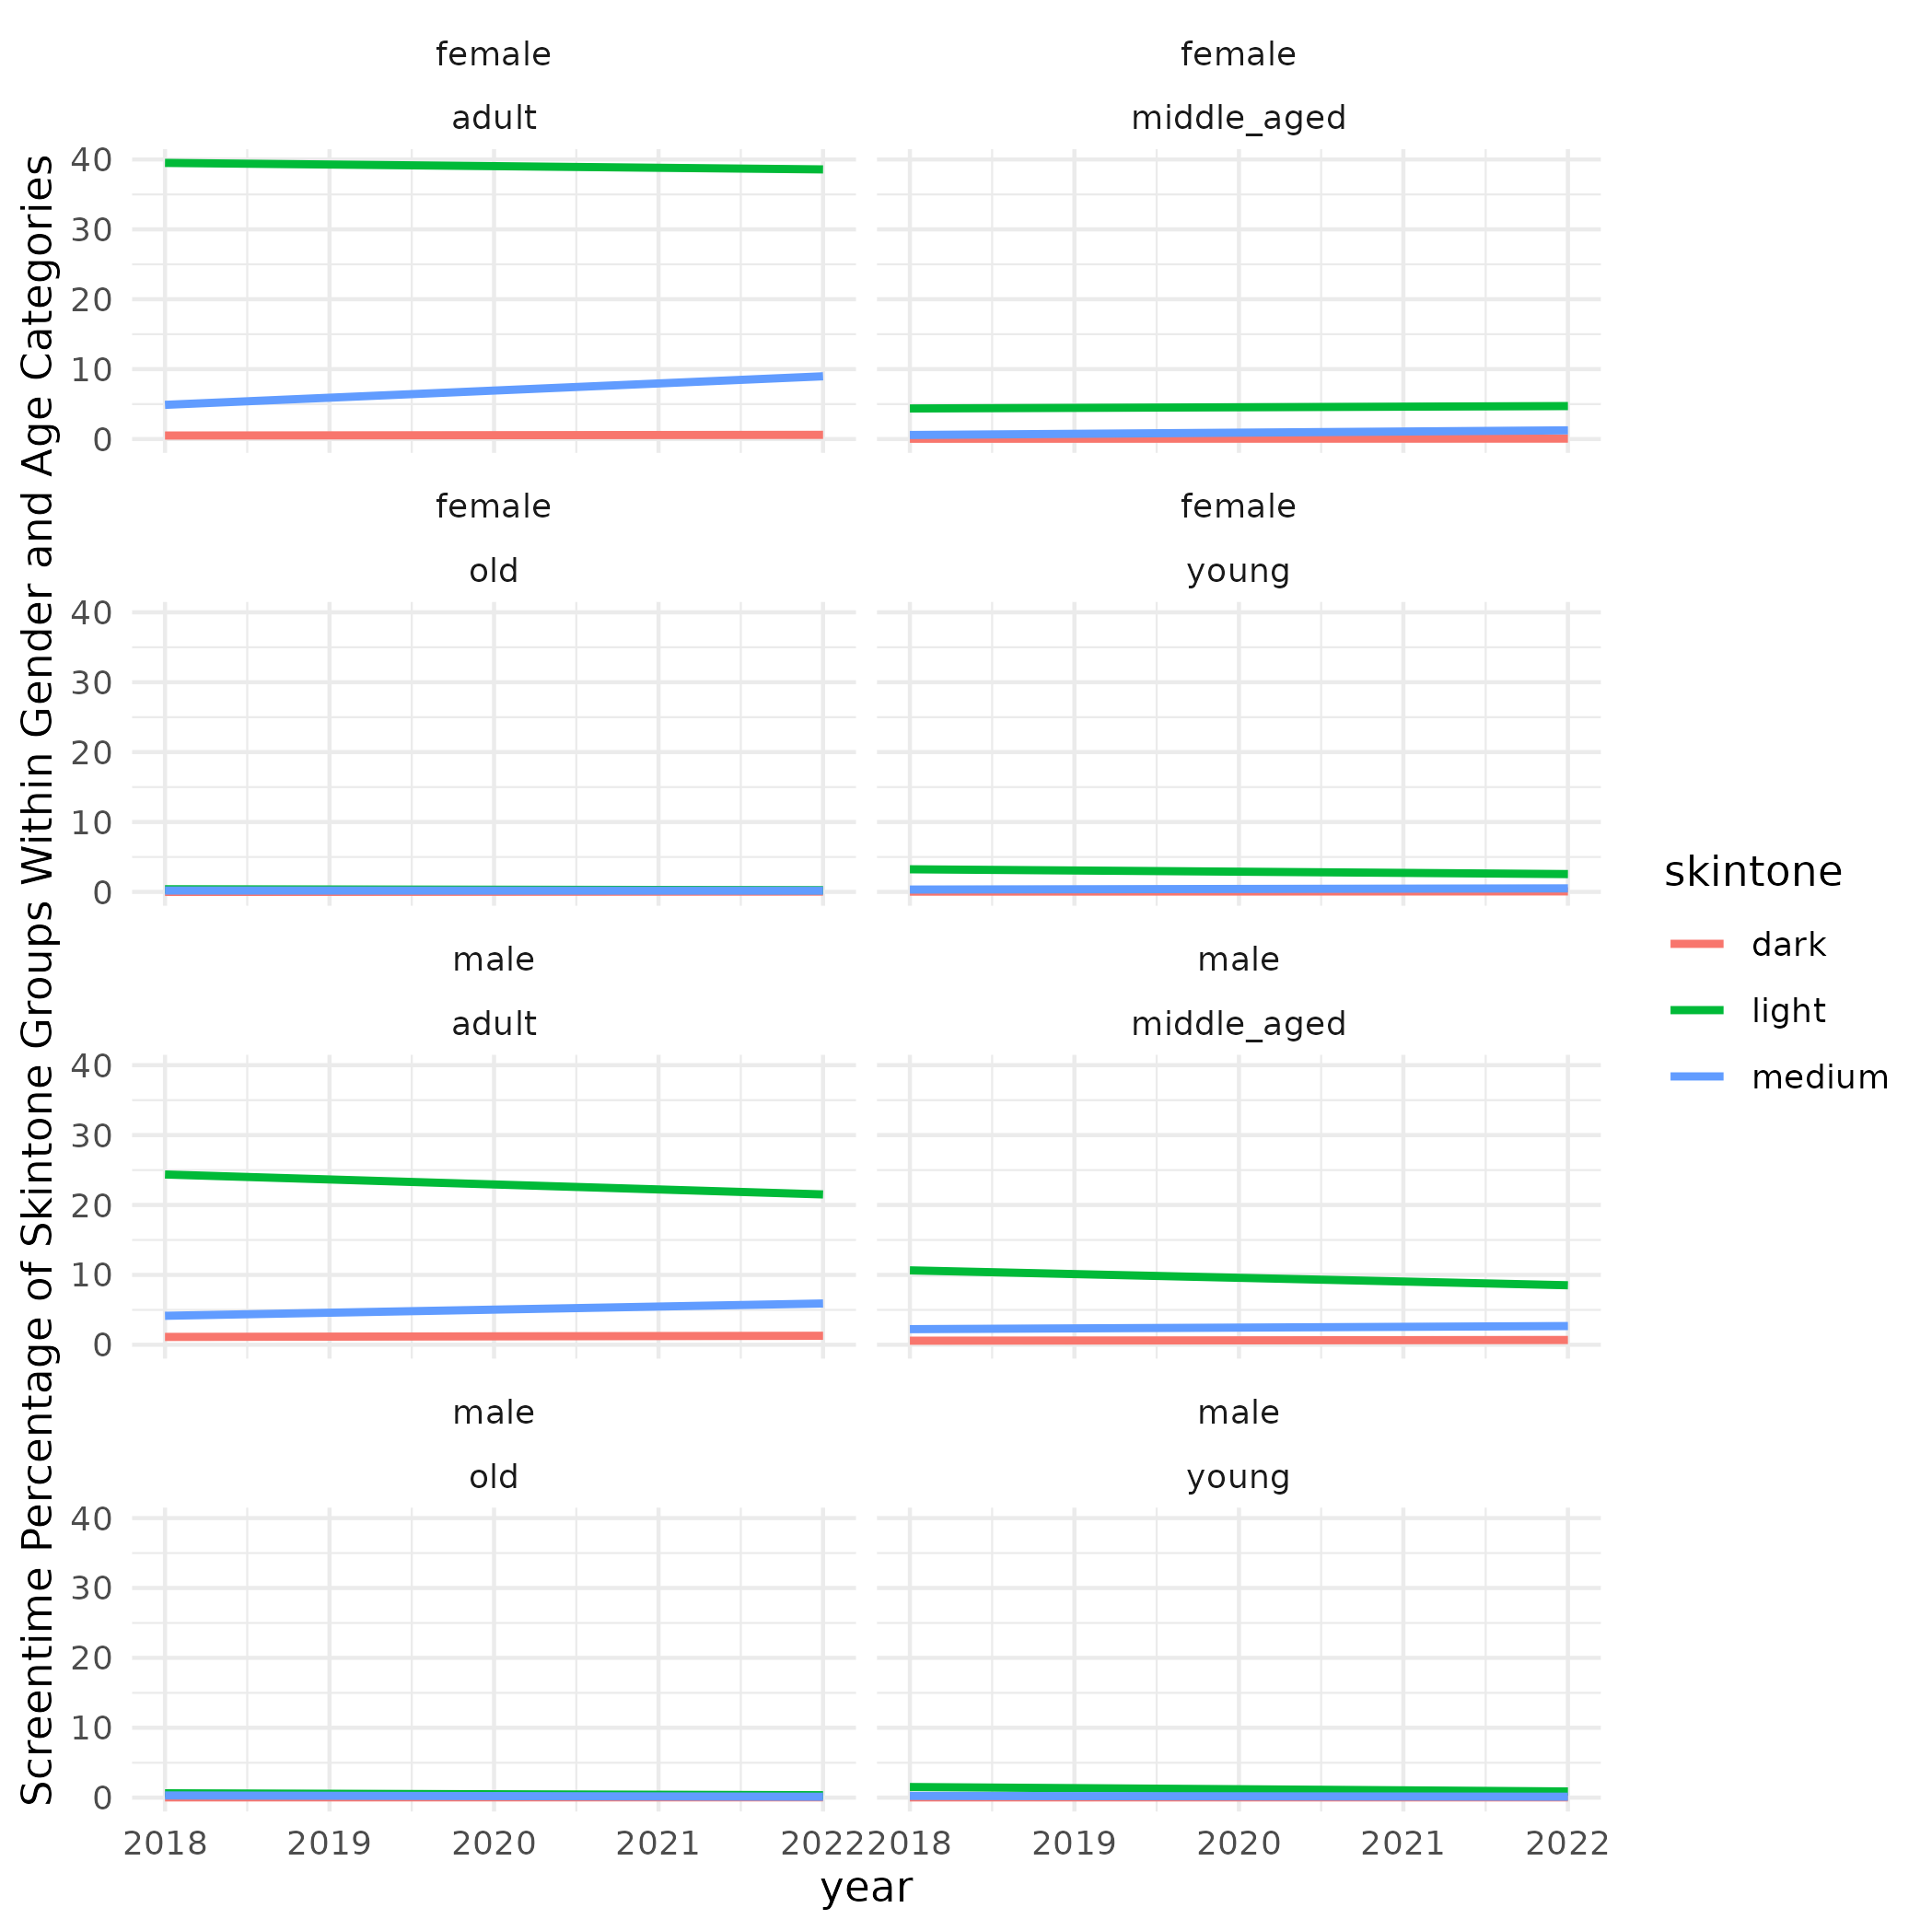 Screentime Percentage of Skintone Groups Within Gender and Age Categories
female
adult
40
30
20
10
0
female
middle_aged
female
old
40
30
20
10
0
female
young
male
adult
40
30
20
10
0
male
middle_aged
male
old
40
30
20
10
0
male
young
2018 2019 2020 2021 2022
2018 2019 2020 2021 2022
year
skintone
dark
light
medium